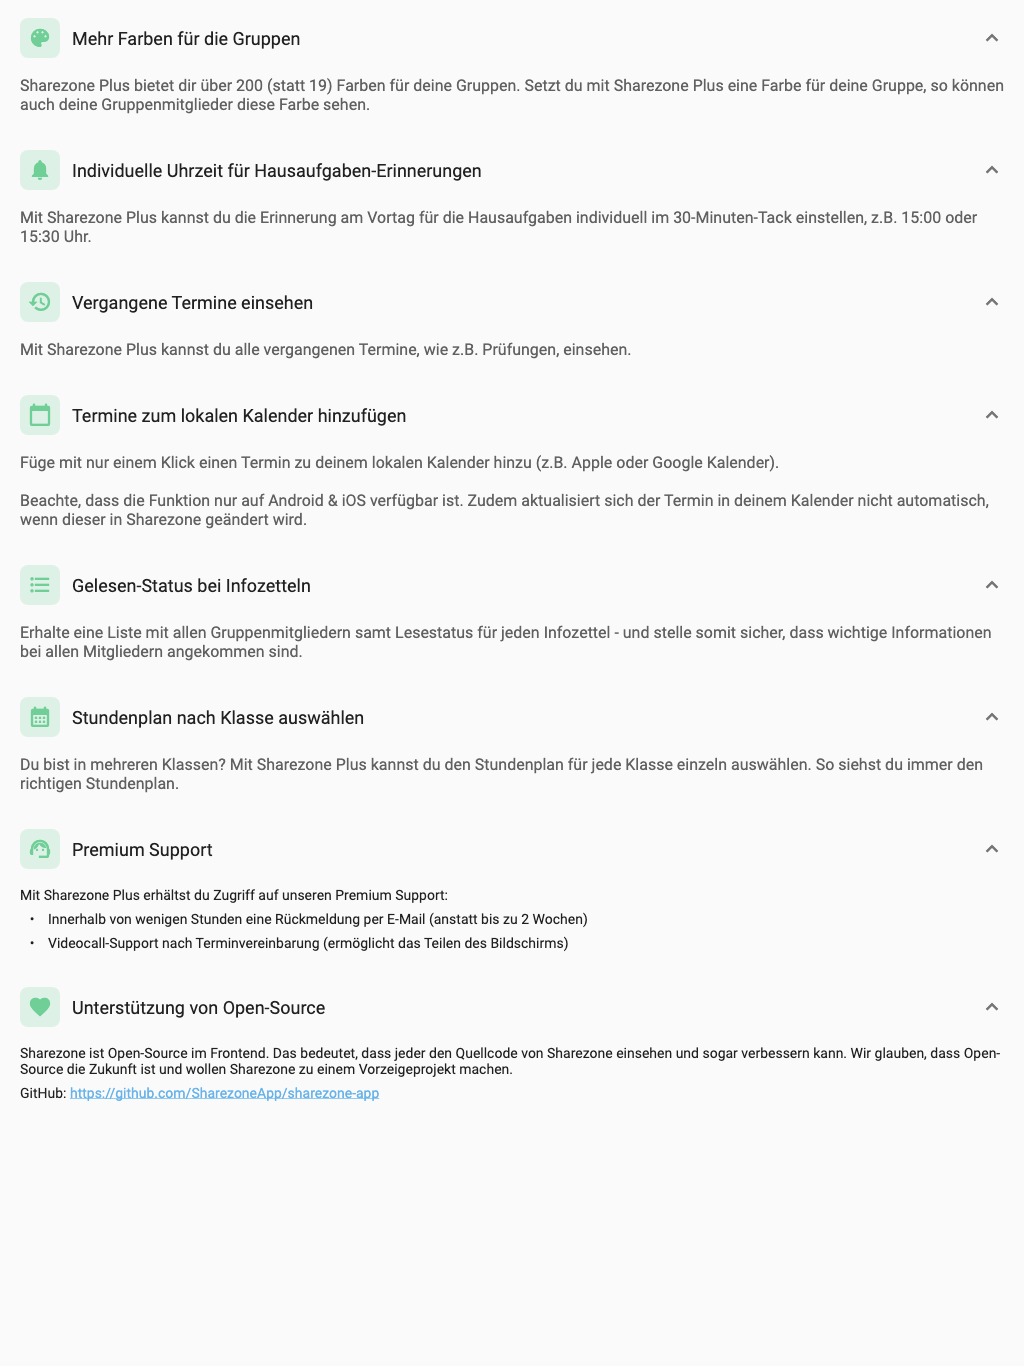 Mehr Farben für die Gruppen
Sharezone Plus bietet dir über 200 (statt 19) Farben für deine Gruppen. Setzt du mit Sharezone Plus eine Farbe für deine Gruppe, so können
auch deine Gruppenmitglieder diese Farbe sehen.
Individuelle Uhrzeit für Hausaufgaben-Erinnerungen
Mit Sharezone Plus kannst du die Erinnerung am Vortag für die Hausaufgaben individuell im 30-Minuten-Tack einstellen, z.B. 15:00 oder
15:30 Uhr.
Vergangene Termine einsehen
Mit Sharezone Plus kannst du alle vergangenen Termine, wie z.B. Prüfungen, einsehen.
Termine zum lokalen Kalender hinzufügen
Füge mit nur einem Klick einen Termin zu deinem lokalen Kalender hinzu (z.B. Apple oder Google Kalender).
Beachte, dass die Funktion nur auf Android & iOS verfügbar ist. Zudem aktualisiert sich der Termin in deinem Kalender nicht automatisch,
wenn dieser in Sharezone geändert wird.
Gelesen-Status bei Infozetteln
Erhalte eine Liste mit allen Gruppenmitgliedern samt Lesestatus für jeden Infozettel - und stelle somit sicher, dass wichtige Informationen
bei allen Mitgliedern angekommen sind.
Stundenplan nach Klasse auswählen
Du bist in mehreren Klassen? Mit Sharezone Plus kannst du den Stundenplan für jede Klasse einzeln auswählen. So siehst du immer den
richtigen Stundenplan.
Premium Support
Mit Sharezone Plus erhältst du Zugriff auf unseren Premium Support:
• Innerhalb von wenigen Stunden eine Rückmeldung per E-Mail (anstatt bis zu 2 Wochen)
• Videocall-Support nach Terminvereinbarung (ermöglicht das Teilen des Bildschirms)
Unterstützung von Open-Source
Sharezone ist Open-Source im Frontend. Das bedeutet, dass jeder den Quellcode von Sharezone einsehen und sogar verbessern kann. Wir glauben, dass Open-
Source die Zukunft ist und wollen Sharezone zu einem Vorzeigeprojekt machen.
GitHub: https://github.com/SharezoneApp/sharezone-app